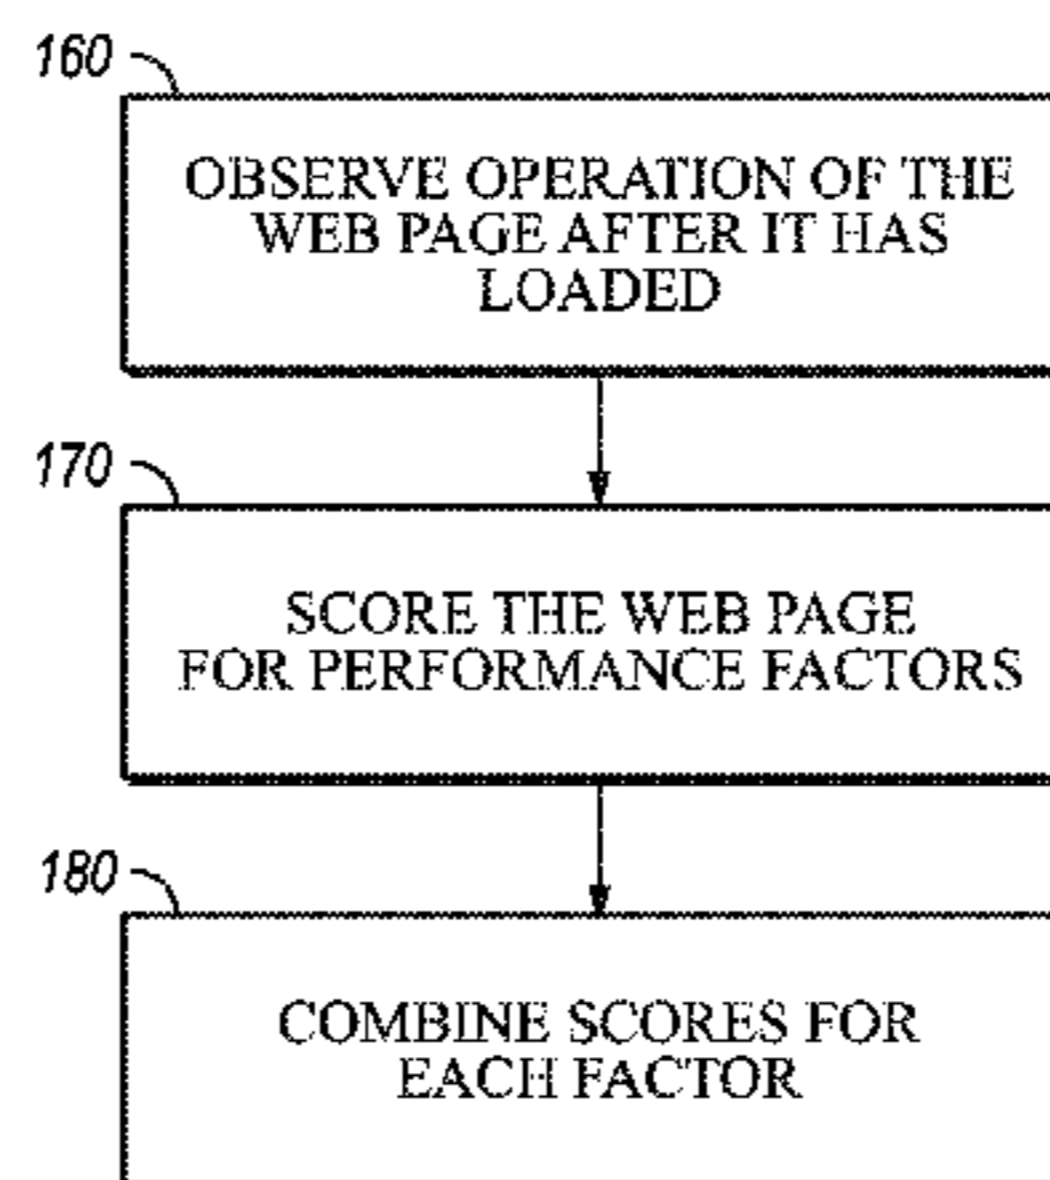 160
OBSERVE OPERATION OF THE
WEB PAGE AFTER IT HAS
LOADED
170
SCORE THE WEB PAGE
FOR PERFORMANCE FACTORS
180
COMBINE SCORES FOR
EACH FACTOR